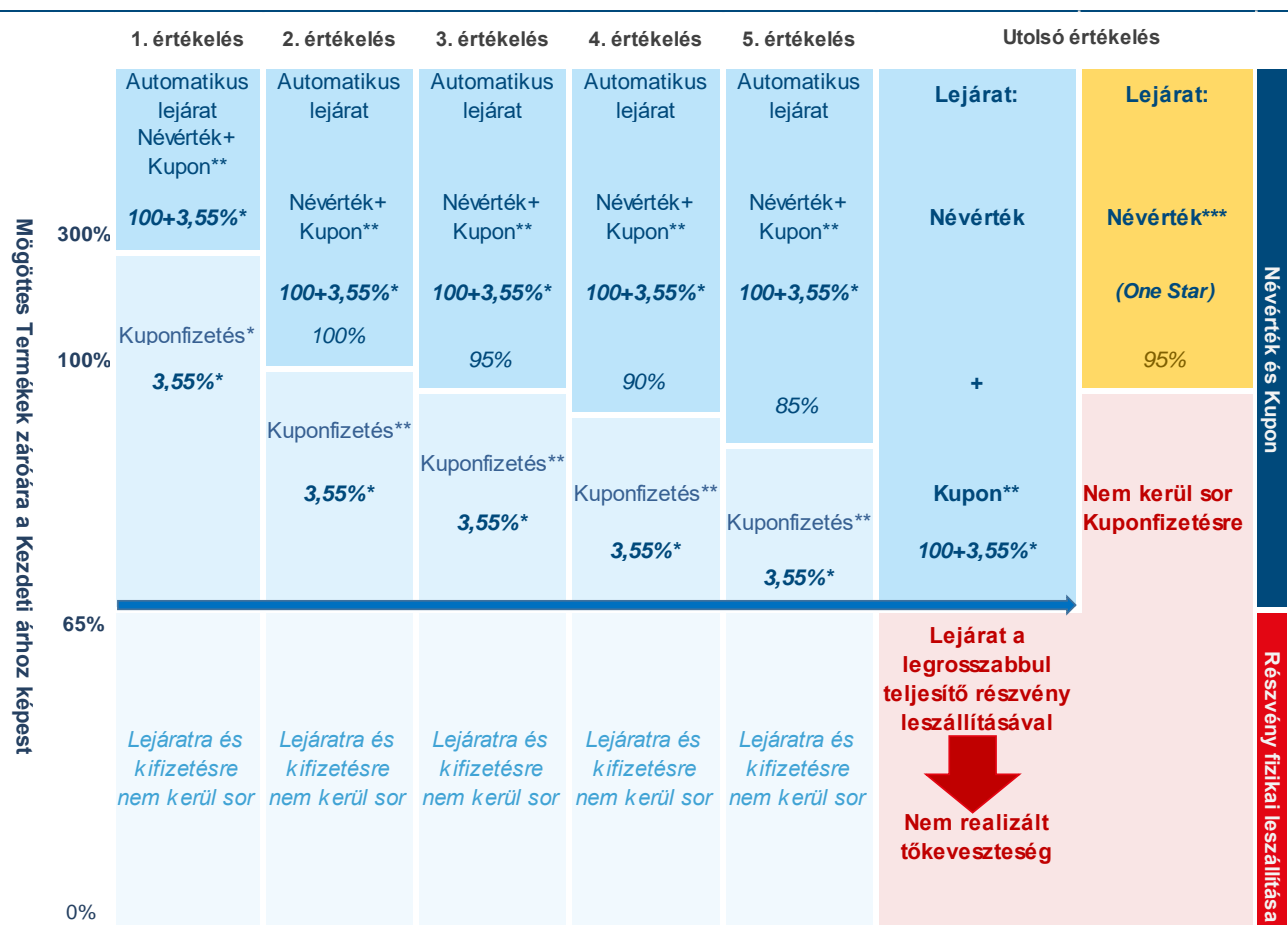 1. értékelés
2. értékelés
3. értékelés
4. értékelés
5. értékelés
Utolsó értékelés
Mögöttes Termékek záróára a Kezdeti árhoz képest
300%
100%
65%
0%
Automatikus
lejárat
Névérték+
Kupon**
100+3,55%*
Kuponfizetés*
3,55%*
Lejáratra és
kifizetésre
nem kerül sor
Automatikus
lejárat
Névérték+
Kupon**
100+3,55%*
100%
Kuponfizetés**
3,55%*
Lejáratra és
kifizetésre
nem kerül sor
Automatikus
lejárat
Névérték+
Kupon**
100+3,55%*
95%
Kuponfizetés**
3,55%*
Lejáratra és
kifizetésre
nem kerül sor
Automatikus
lejárat
Névérték+
Kupon**
100+3,55%*
90%
Kuponfizetés**
3,55%*
Lejáratra és
kifizetésre
nem kerül sor
Automatikus
lejárat
Névérték+
Kupon**
100+3,55%*
85%
Kuponfizetés**
3,55%*
Lejáratra és
kifizetésre
nem kerül sor
Lejárat:
Névérték
+
Kupon**
100+3,55%*
Lejárat a
legrosszabbul
teljesítő részvény
leszállításával
Nem realizált
tőkeveszteség
Lejárat:
Névérték***
(One Star)
95%
Nem kerül sor
Kuponfizetésre
Névérték és Kupon
Részvény fizikai leszállítása